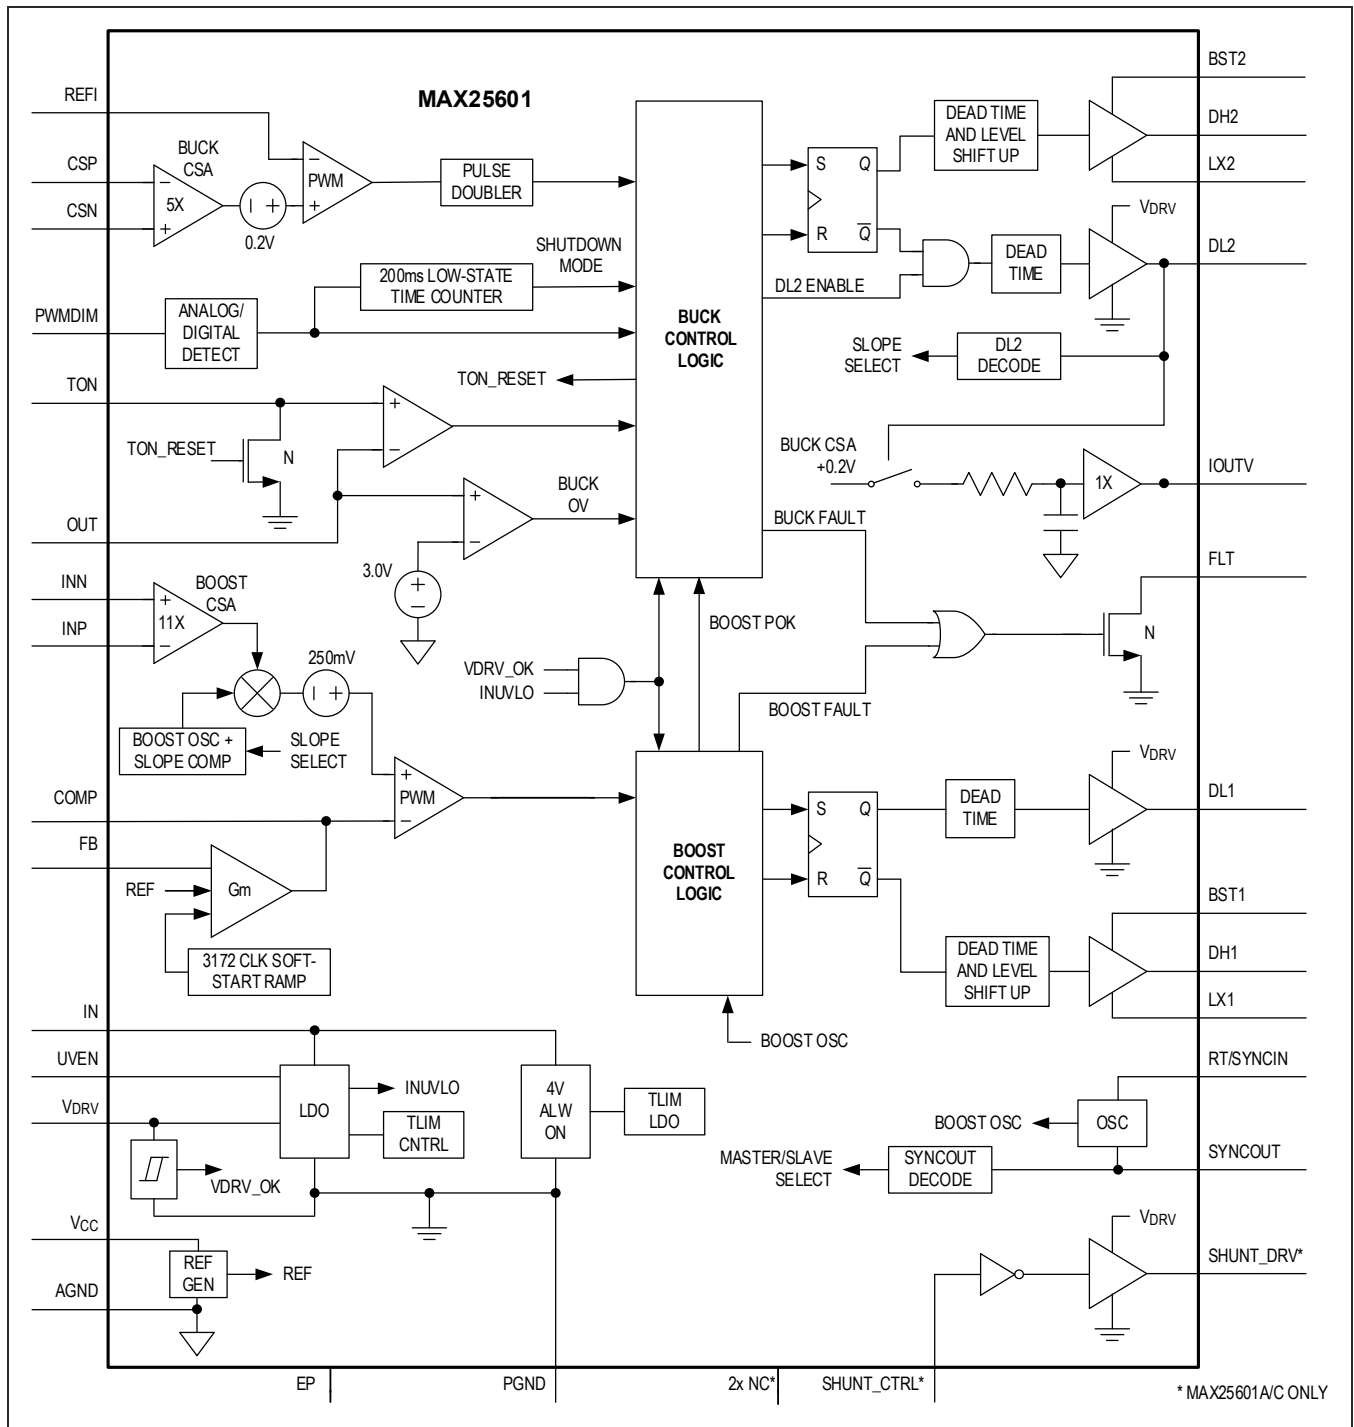 MAX25601
REFI
CSP
CSN
BUCK
CSA
5X
0.2V
−
+
−
+
−
+
PWM
PULSE
DOUBLER
SHUTDOWN
MODE
200ms LOW-STATE
TIME COUNTER
PWMDIM
ANALOG/
DIGITAL
DETECT
TON
TON_RESET
TON_RESET
N
+
−
OUT
BUCK
OV
+
−
3.0V
+
−
BUCK
CONTROL
LOGIC
INN
INP
BOOST
CSA
+
11X
−
250mV
−
+
BOOST OSC +
SLOPE COMP
SLOPE
SELECT
COMP
FB
+
PWM
−
REF
Gm
3172 CLK SOFT-
START RAMP
VDRV_OK
INUVLO
BOOST POK
BOOST
CONTROL
LOGIC
BOOST OSC
IN
UVEN
VDRV
LDO
INUVLO
TLIM
CNTRL
4V
ALW
ON
TLIM
LDO
VDRV_OK
VCC
REF
GEN
REF
AGND
S
Q
R
Q
DL2 ENABLE
DEAD TIME
AND LEVEL
SHIFT UP
BST2
DH2
LX2
VDRV
DEAD
TIME
DL2
SLOPE
SELECT
DL2
DECODE
BUCK CSA
+0.2V
1X
IOUTV
BUCK FAULT
FLT
N
BOOST FAULT
S
Q
R
Q
DEAD
TIME
VDRV
DL1
DEAD TIME
AND LEVEL
SHIFT UP
BST1
DH1
LX1
RT/SYNCIN
BOOST OSC
OSC
SYNCOUT
MASTER/SLAVE
SELECT
SYNCOUT
DECODE
VDRV
SHUNT_DRV*
EP
PGND
2x NC*
SHUNT_CTRL*
* MAX25601A/C ONLY